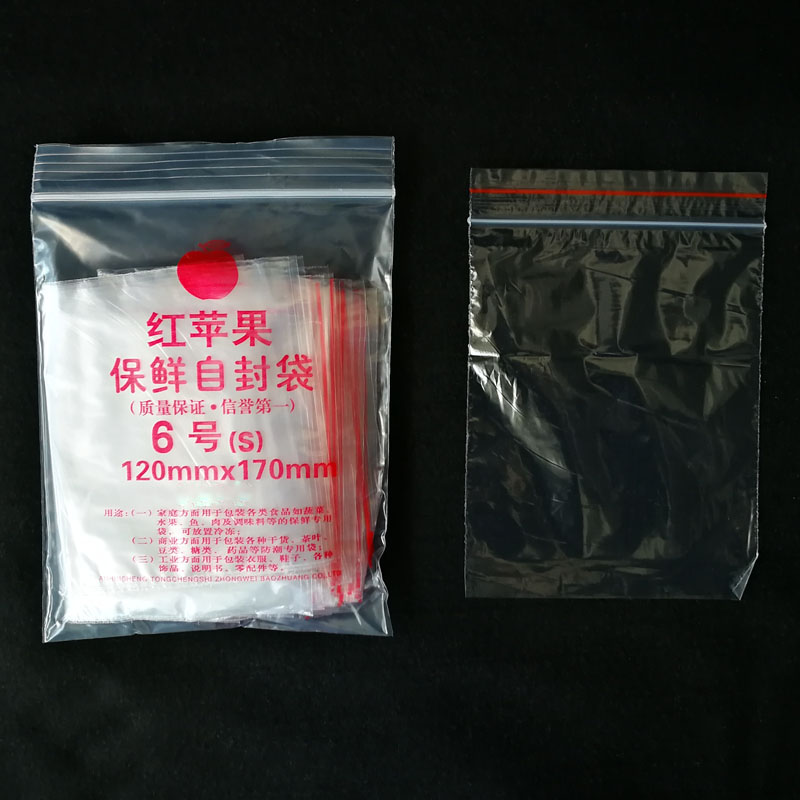 红苹果
保鲜自封袋
(质量保证·信誉第一)
6号(S)
120mmx170mm
用途:(一)家庭方面用于包装各类食品如蔬菜、
水果、鱼、肉及调味料等的保鲜专用
袋,可放置冷冻;
(二)商业方面用于包装各种干货、茶叶、
豆类、糖类、药品等防潮专用袋;
(三)工业方面用于包装衣服、鞋子、各种
饰品、说明书、零配件等。
TONGCHENGSHI ZHONGWEI BAOZHUANG CO.LTD